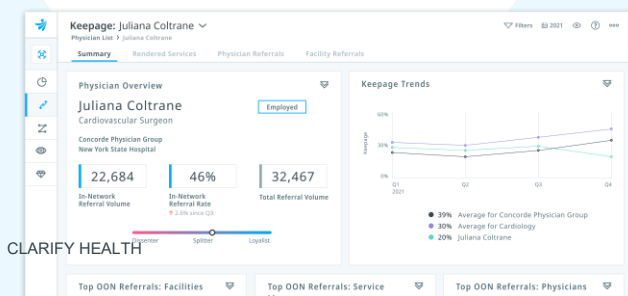 Keepage: Juliana Coltrane
Filters 2021
Physician List > Juliana Coltrane
Summary Rendered Services Physician Referrals Facility Referrals
Physician Overview
Juliana Coltrane
Employed
Cardiovascular Surgeon
Concorde Physician Group
New York State Hospital
22,684
In-Network
Referral Volume
46%
In-Network
Referral Rate
2.6% since Q3
32,467
Total Referral Volume
Dissenter Splitter Loyalist
CLARIFY HEALTH
Keepage Trends
Keepage
60%
30%
0%
Q1 Q2 Q3 Q4
2021
39% Average for Concorde Physician Group
30% Average for Cardiology
20% Juliana Coltrane
Top OON Referrals: Facilities
Top OON Referrals: Service
Top OON Referrals: Physicians